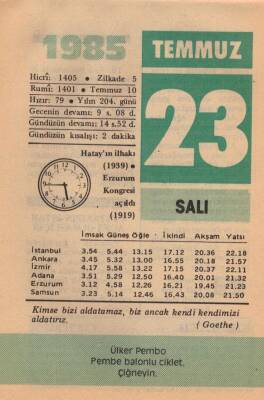 1985
TEMMUZ
23
SALI
Hicrî: 1405 • Zilkade 5
Rumî: 1401 • Temmuz 10
Hızır: 79 • Yılın 204. günü
Gecenin devamı: 9 s. 08 d.
Gündüzün devamı: 14 s.52 d.
Gündüzün kısalışı: 2 dakika
Hatay'ın ilhakı
(1939) •
Erzurum
Kongresi
açıldı
(1919)
İmsak Güneş Öğle İkindi Akşam Yatsı
İstanbul 3.54 5.44 13.15 17.12 20.36 22.18
Ankara 3.45 5.32 13.00 16.55 20.18 21.57
İzmir 4.17 5.58 13.22 17.15 20.37 22.11
Adana 3.51 5.29 12.50 16.40 20.01 21.32
Erzurum 3.12 4.58 12.26 16.21 19.45 21.23
Samsun 3.23 5.14 12.46 16.43 20.08 21.50
Kimse bizi aldatamaz, biz ancak kendi kendimizi
aldatırız.
( Goethe )
Ülker Pembo
Pembe balonlu ciklet.
Çiğneyin.